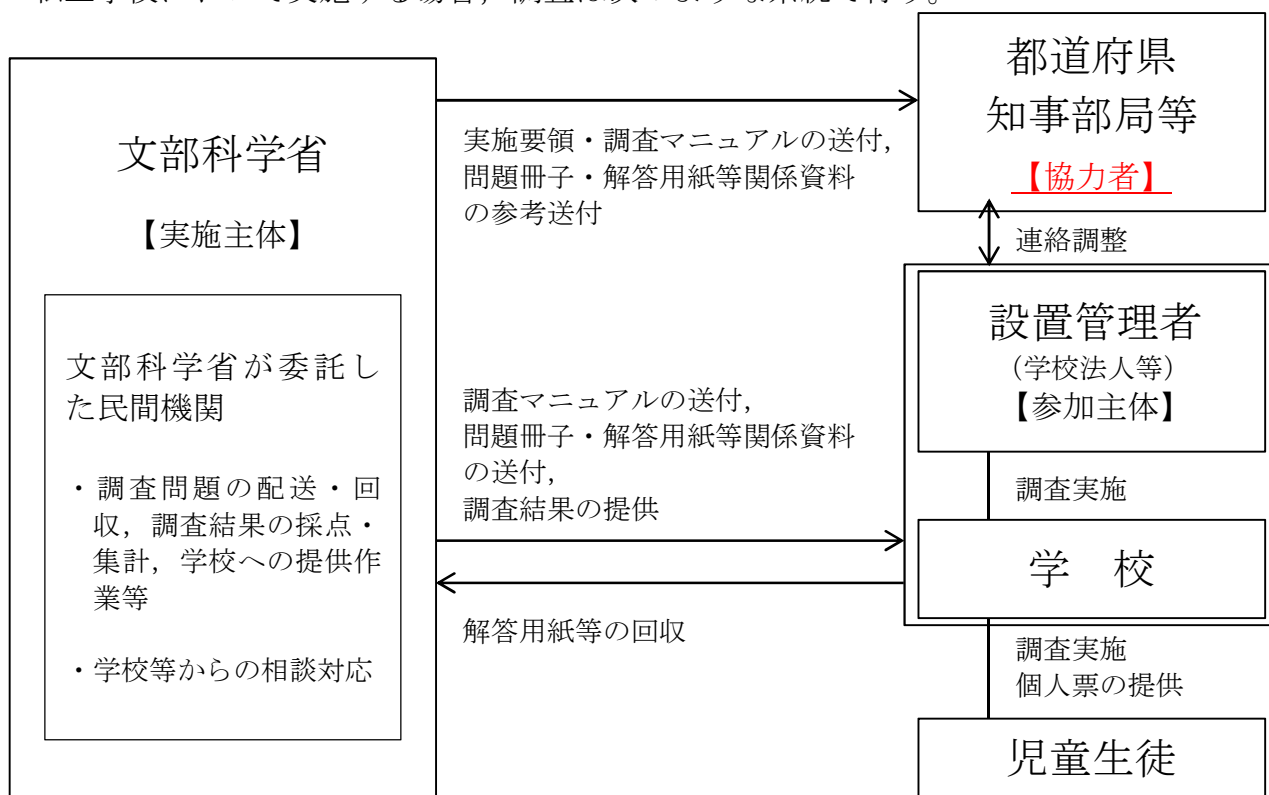 文部科学省
【実施主体】
文部科学省が委託し
た民間機関
・調査問題の配送・回
収，調査結果の採点・
集計，学校への提供作
業等
・学校等からの相談対応
実施要領・調査マニュアルの送付，
問題冊子・解答用紙等関係資料
の参考送付
調査マニュアルの送付，
問題冊子・解答用紙等関係資料
の送付，
調査結果の提供
解答用紙等の回収
都道府県
知事部局等
【協力者】
連絡調整
設置管理者
（学校法人等）
【参加主体】
調査実施
学　校
調査実施
個人票の提供
児童生徒